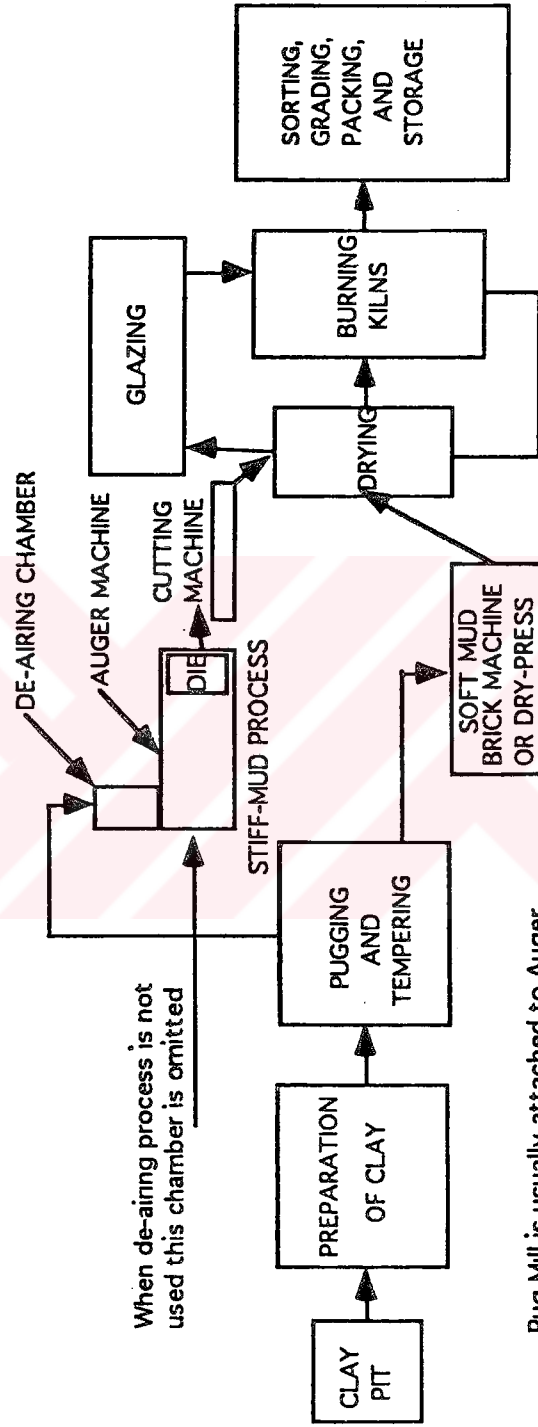 DE-AIRING CHAMBER
AUGER MACHINE
When de-airing process is not
used this chamber is omitted
DIE
CUTTING
MACHINE
STIFF-MUD PROCESS
GLAZING
CLAY
PIT
PREPARATION
OF CLAY
PUGGING
AND
TEMPERING
SOFT MUD
BRICK MACHINE
OR DRY-PRESS
DRYING
BURNING
KILNS
SORTING,
GRADING,
PACKING,
AND
STORAGE
Pug Mill is usually attached to Auger